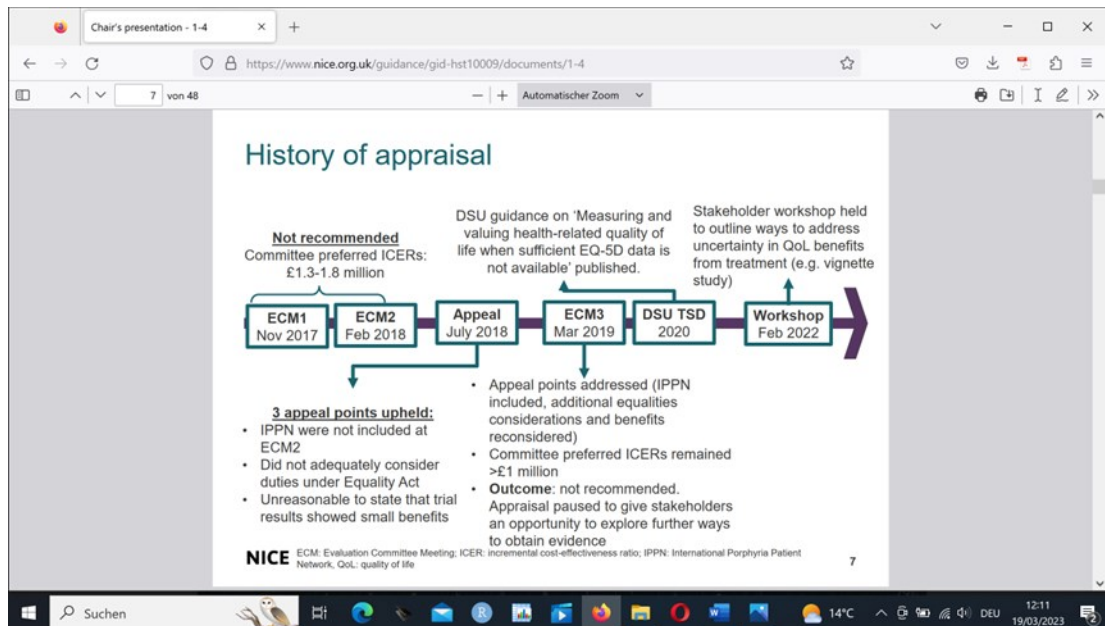 Chair's presentation - 1-4
https://www.nice.org.uk/guidance/gid-hst10009/documents/1-4
7 von 48
Automatischer Zoom
History of appraisal
Not recommended
Committee preferred ICERs:
£1.3-1.8 million
DSU guidance on 'Measuring and
valuing health-related quality of
life when sufficient EQ-5D data is
not available' published.
Stakeholder workshop held
to outline ways to address
uncertainty in QoL benefits
from treatment (e.g. vignette
study)
ECM1
Nov 2017
ECM2
Feb 2018
Appeal
July 2018
ECM3
Mar 2019
DSU TSD
2020
Workshop
Feb 2022
3 appeal points upheld:
• IPPN were not included at
ECM2
• Did not adequately consider
duties under Equality Act
• Unreasonable to state that trial
results showed small benefits
• Appeal points addressed (IPPN
included, additional equalities
considerations and benefits
reconsidered)
• Committee preferred ICERs remained
>£1 million
• Outcome: not recommended.
Appraisal paused to give stakeholders
an opportunity to explore further ways
to obtain evidence
NICE
ECM: Evaluation Committee Meeting; ICER: incremental cost-effectiveness ratio; IPPN: International Porphyria Patient
Network, QoL: quality of life
7
Suchen
14°C
DEU
12:11
19/03/2023
2